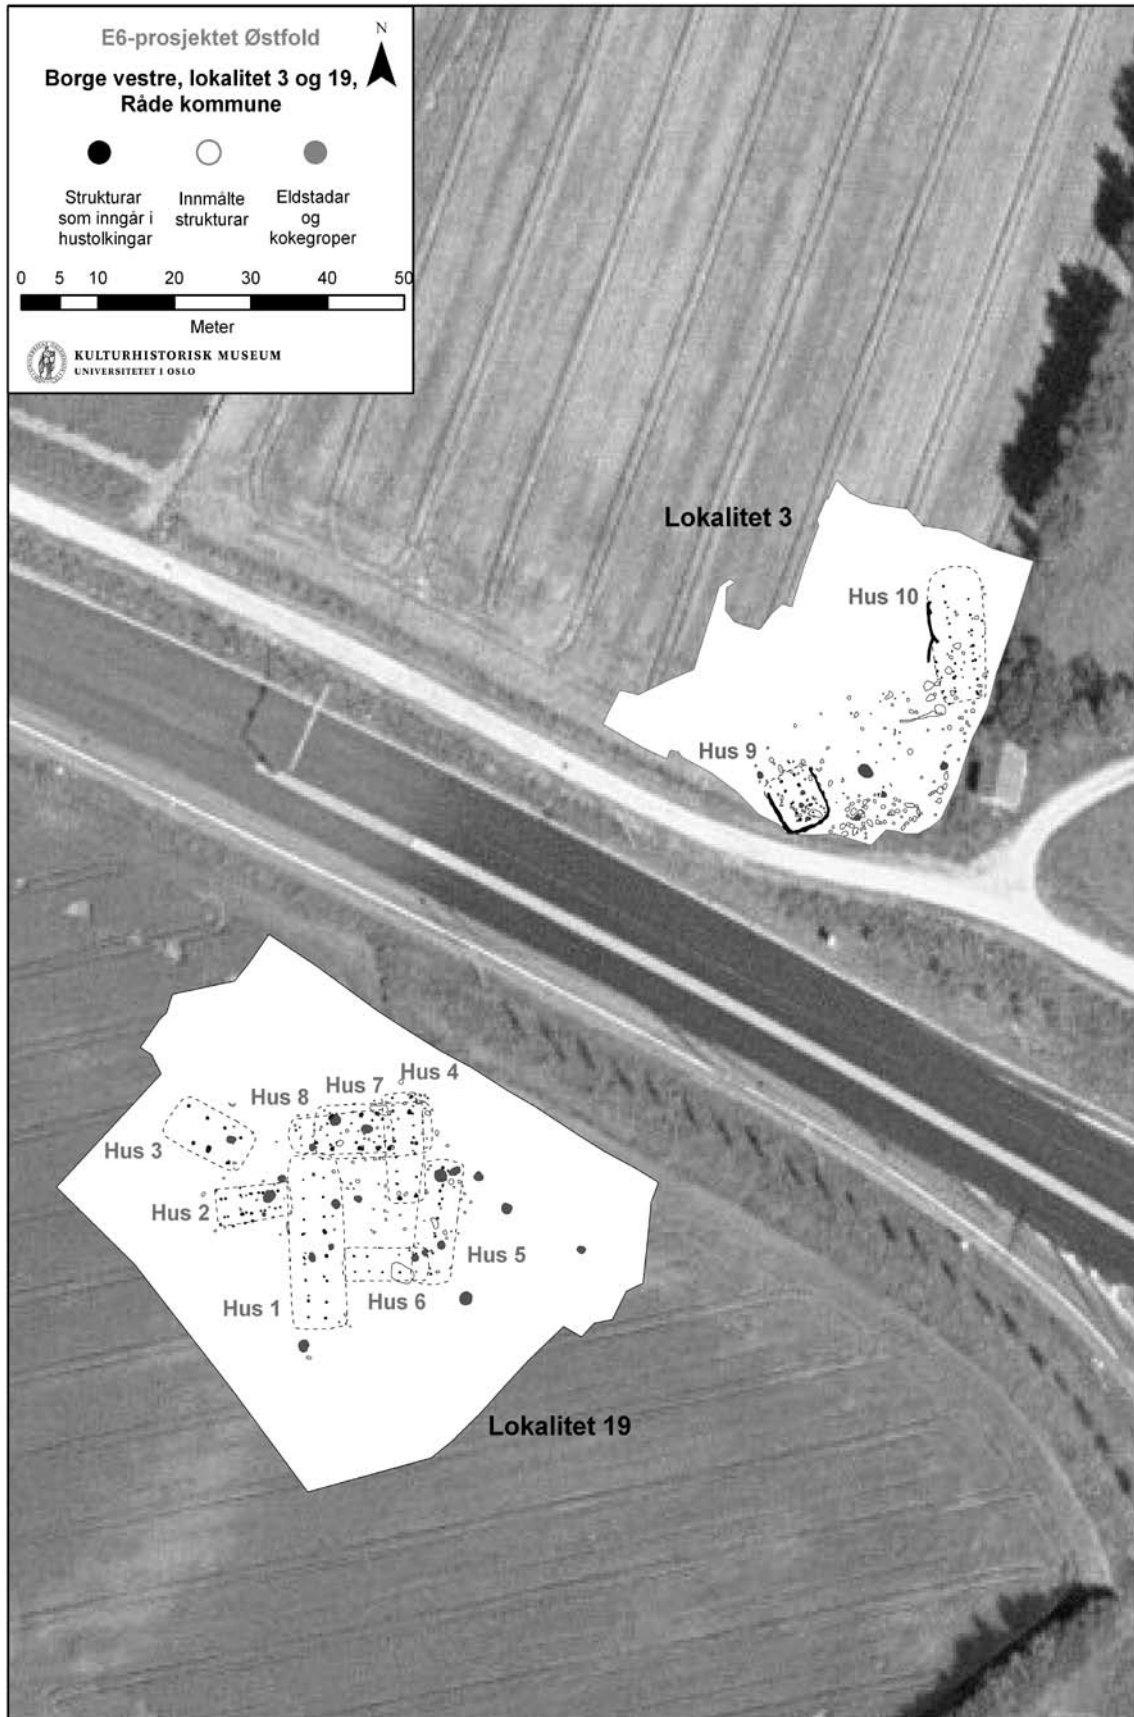 E6-prosjektet Østfold
N
Borge vestre, lokalitet 3 og 19,
Råde kommune
Strukturar
som inngår i
hustolkingar
Innmålte
strukturar
Eldstadar
og
kokegroper
0 5 10 20 30 40 50
Meter
KULTURHISTORISK MUSEUM
UNIVERSITETET I OSLO
Lokalitet 3
Hus 10
Hus 9
Hus 4
Hus 7
Hus 8
Hus 3
Hus 2
Hus 5
Hus 6
Hus 1
Lokalitet 19